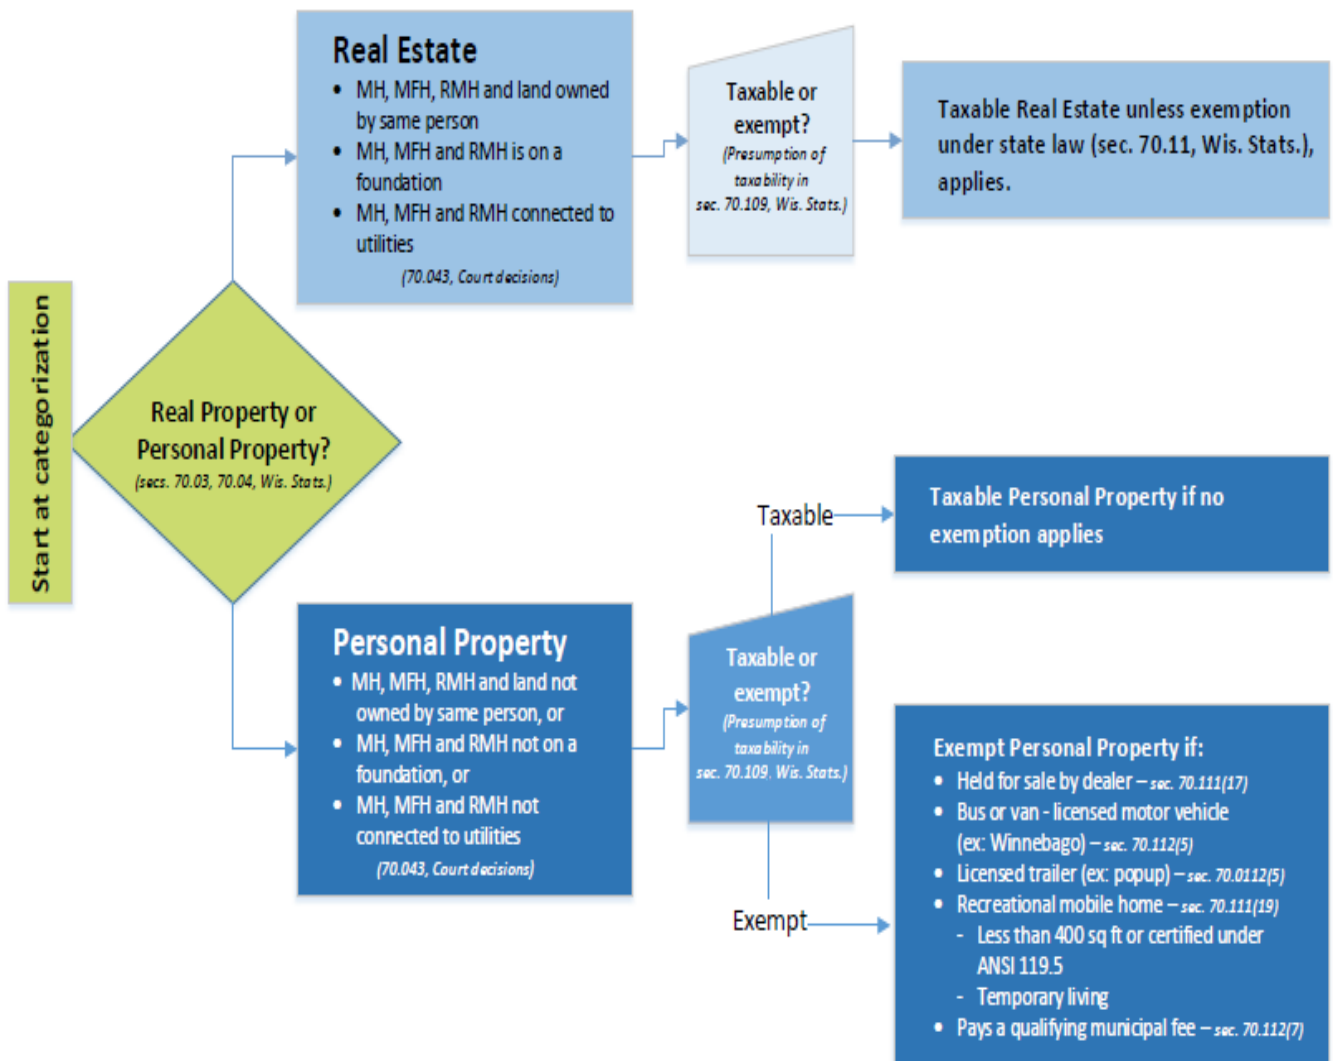 Start at categorization
Real Property or
Personal Property?
(secs. 70.03, 70.04, Wis. Stats.)
Real Estate
• MH, MFH, RMH and land owned
by same person
• MH, MFH and RMH is on a
foundation
• MH, MFH and RMH connected to
utilities
(70.043, Court decisions)
Taxable or
exempt?
(Presumption of
taxability in
sec. 70.109, Wis. Stats.)
Taxable Real Estate unless exemption
under state law (sec. 70.11, Wis. Stats.),
applies.
Personal Property
• MH, MFH, RMH and land not
owned by same person, or
• MH, MFH and RMH not on a
foundation, or
• MH, MFH and RMH not
connected to utilities
(70.043, Court decisions)
Taxable or
exempt?
(Presumption of
taxability in
sec. 70.109, Wis. Stats.)
Taxable
Taxable Personal Property if no
exemption applies
Exempt
Exempt Personal Property if:
• Held for sale by dealer – sec. 70.111(17)
• Bus or van - licensed motor vehicle
(ex: Winnebago) – sec. 70.112(5)
• Licensed trailer (ex: popup) – sec. 70.0112(5)
• Recreational mobile home – sec. 70.111(19)
- Less than 400 sq ft or certified under
ANSI 119.5
- Temporary living
• Pays a qualifying municipal fee – sec. 70.112(7)